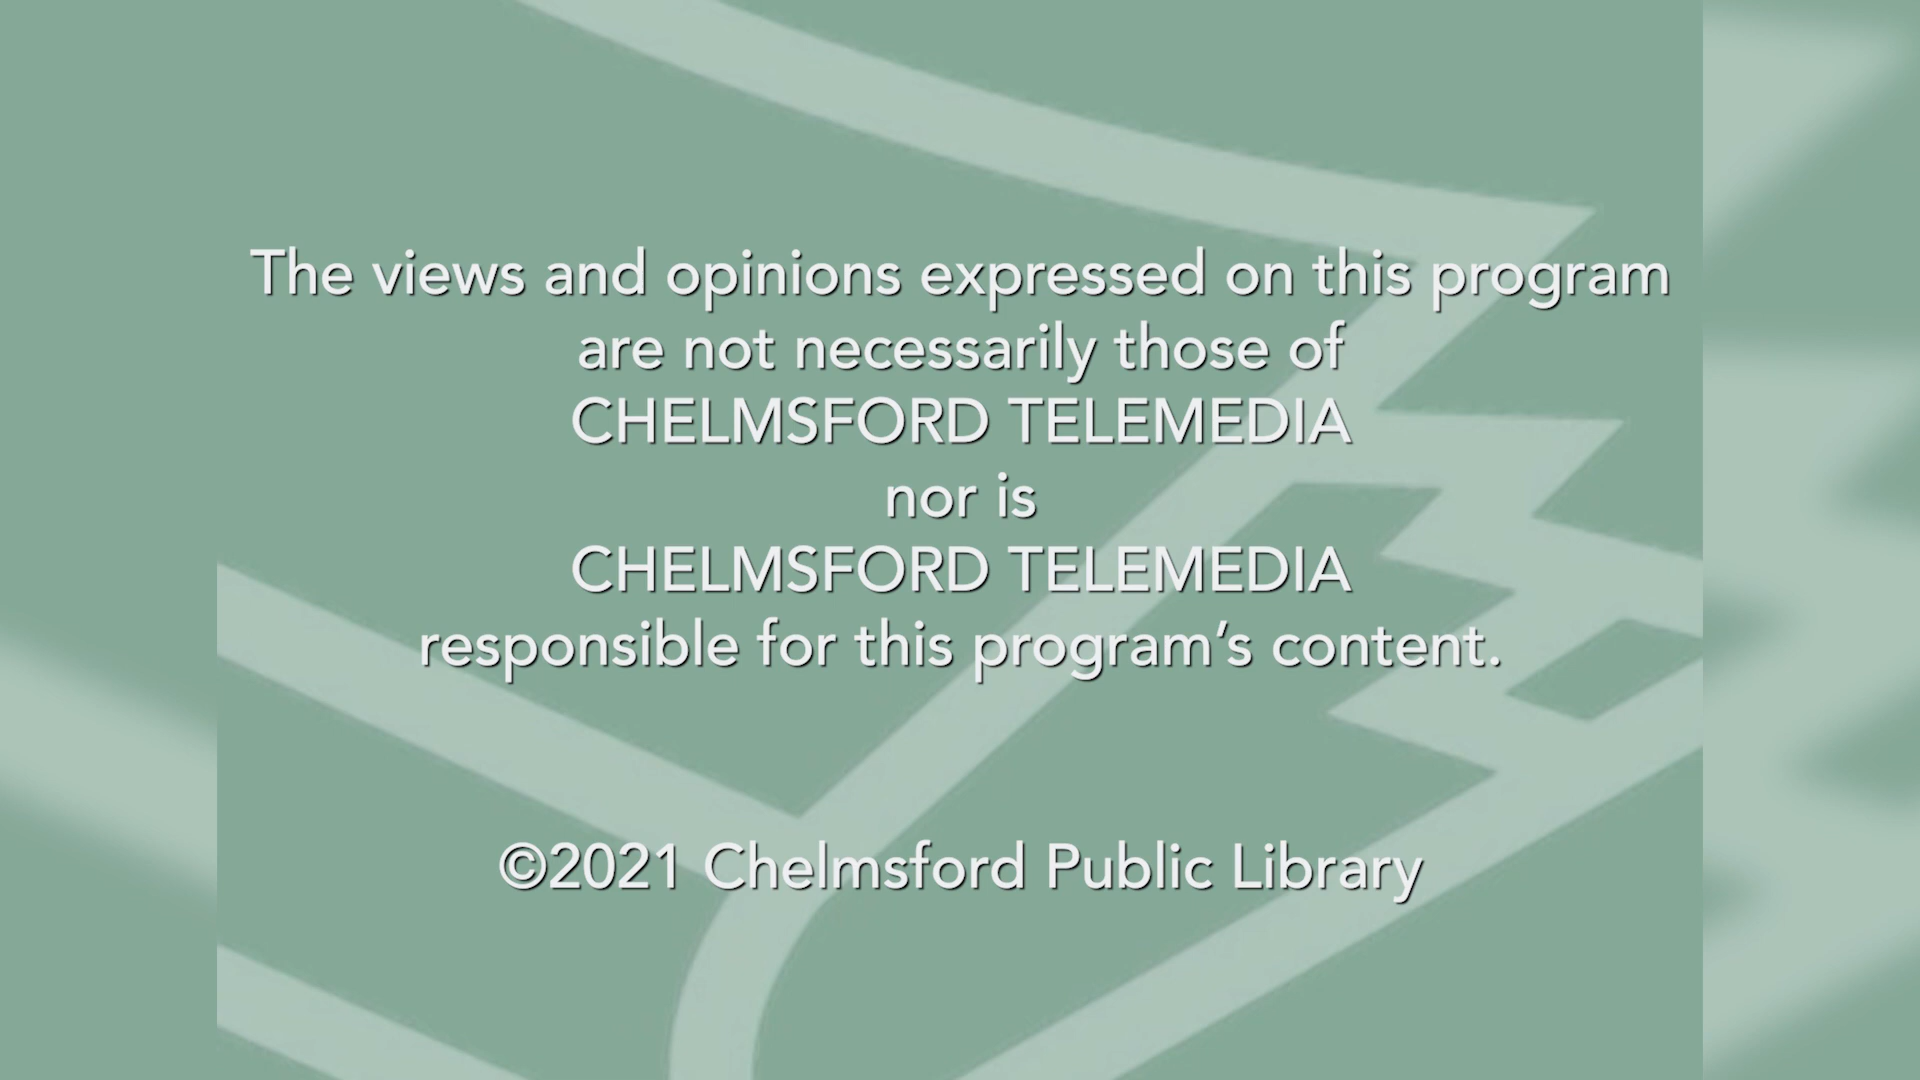 The views and opinions expressed on this program
are not necessarily those of
CHELMSFORD TELEMEDIA
nor is
CHELMSFORD TELEMEDIA
responsible for this program’s content.
©2021 Chelmsford Public Library